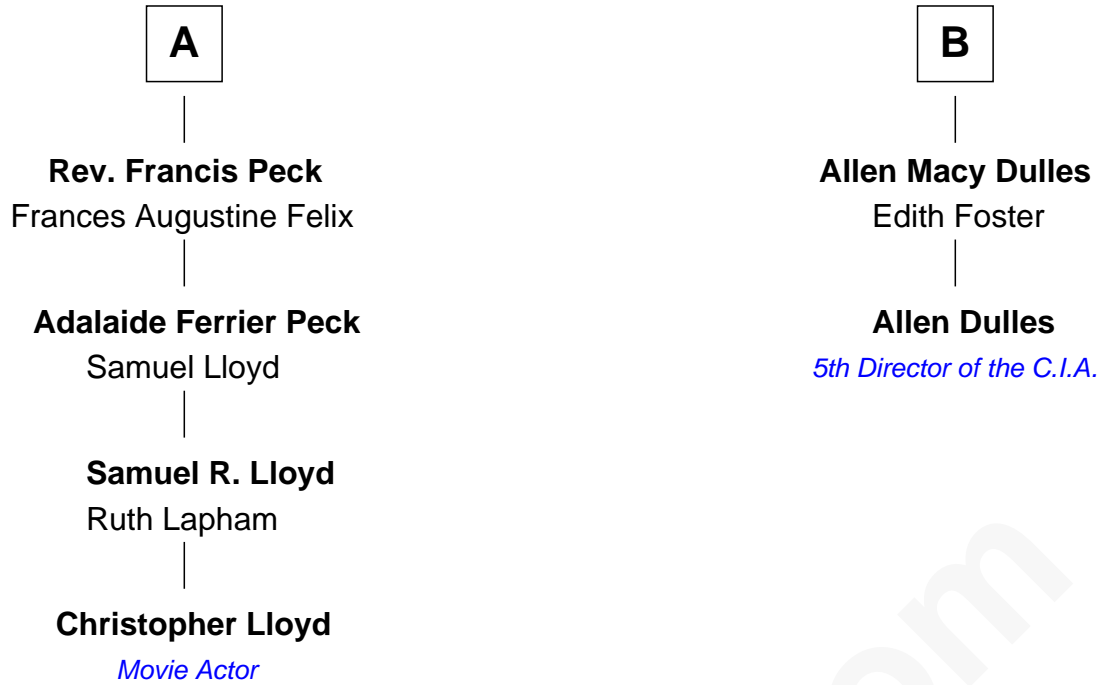 A
Rev. Francis Peck
Frances Augustine Felix
Adalaide Ferrier Peck
Samuel Lloyd
Samuel R. Lloyd
Ruth Lapham
Christopher Lloyd
Movie Actor
B
Allen Macy Dulles
Edith Foster
Allen Dulles
5th Director of the C.I.A.
om